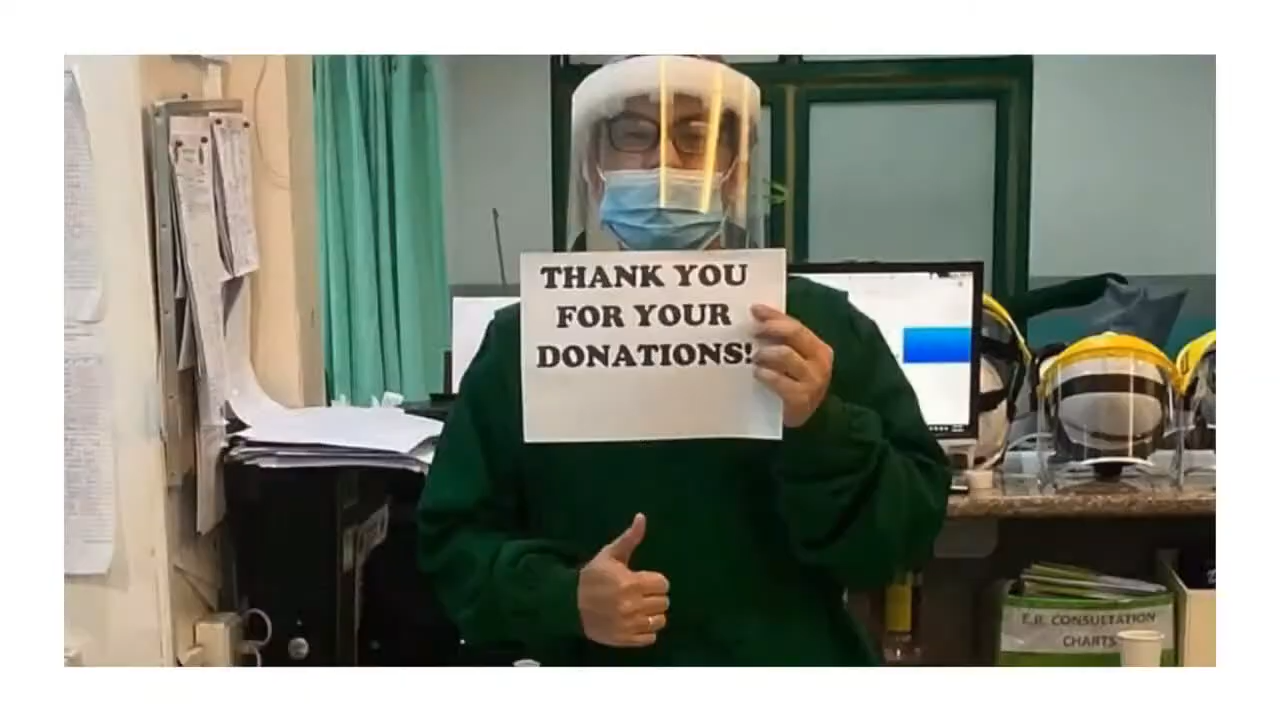 THANK YOU
FOR YOUR
DONATIONS!
E.R. CONSULTATION
CHARTS